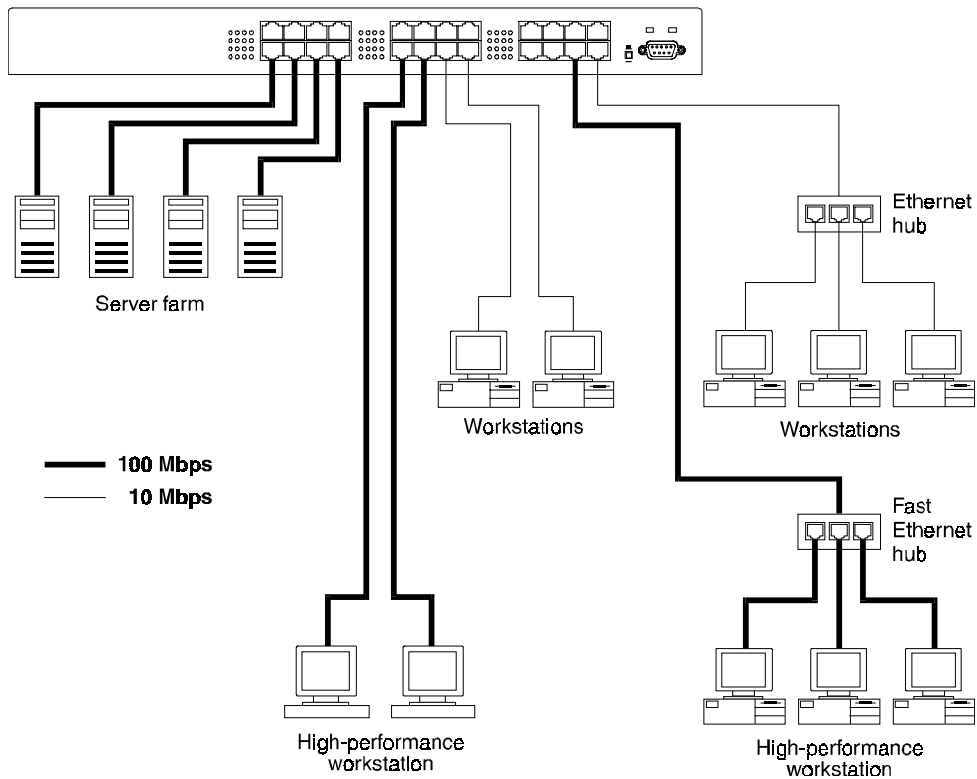 Ethernet
hub
Server farm
Workstations
Workstations
100 Mbps
10 Mbps
Fast
Ethernet
hub
High-performance
workstation
High-performance
workstation